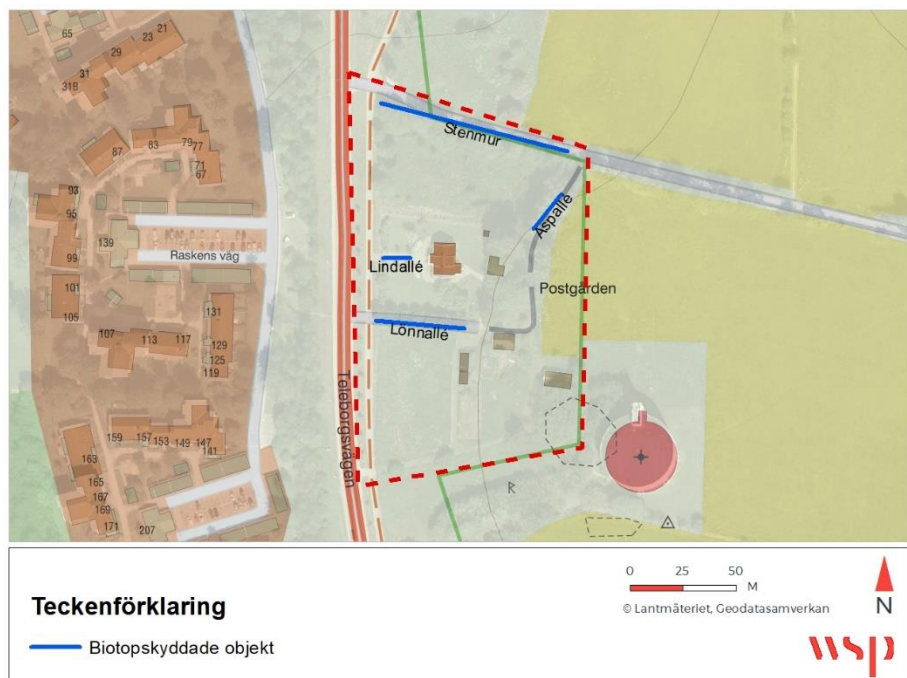 65
21
23
29
31
318
Stenmur
79
83
77
87
71
67
93
95
Aspallé
139
99
Raskens väg
Lindallé
Postgården
101
131
105
Lönnallé
107
113
117
129
125
119
Teleborgsvägen
159
157
153
149
147
141
163
165
167
169
171
207
R
0 25 50
M
© Lantmäteriet, Geodatasamverkan
N
Teckenförklaring
Biotopskyddade objekt
wsp